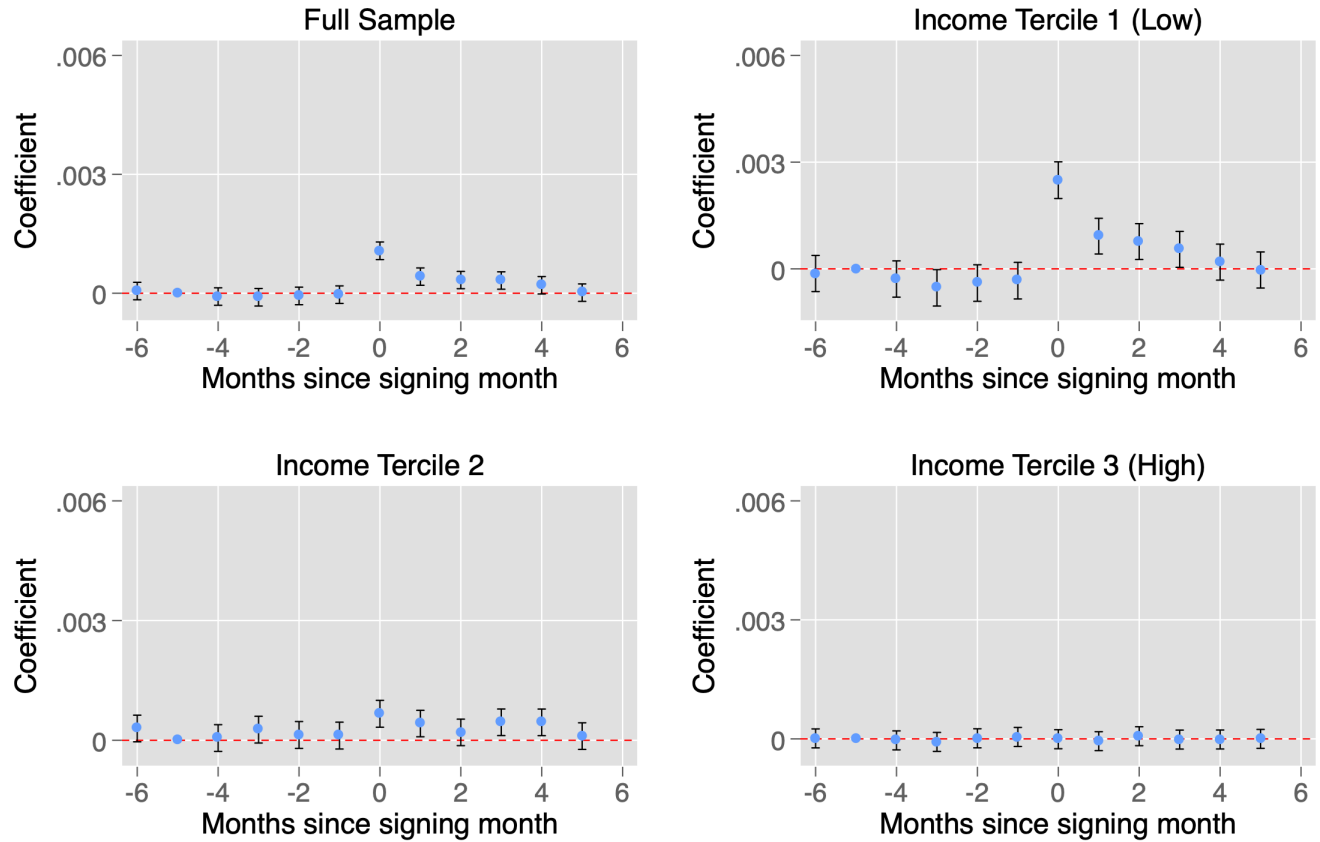 Full Sample
Coefficient
.006
.003
0
-6 -4 -2 0 2 4 6
Months since signing month
Income Tercile 1 (Low)
Coefficient
.006
.003
0
-6 -4 -2 0 2 4 6
Months since signing month
Income Tercile 2
Coefficient
.006
.003
0
-6 -4 -2 0 2 4 6
Months since signing month
Income Tercile 3 (High)
Coefficient
.006
.003
0
-6 -4 -2 0 2 4 6
Months since signing month